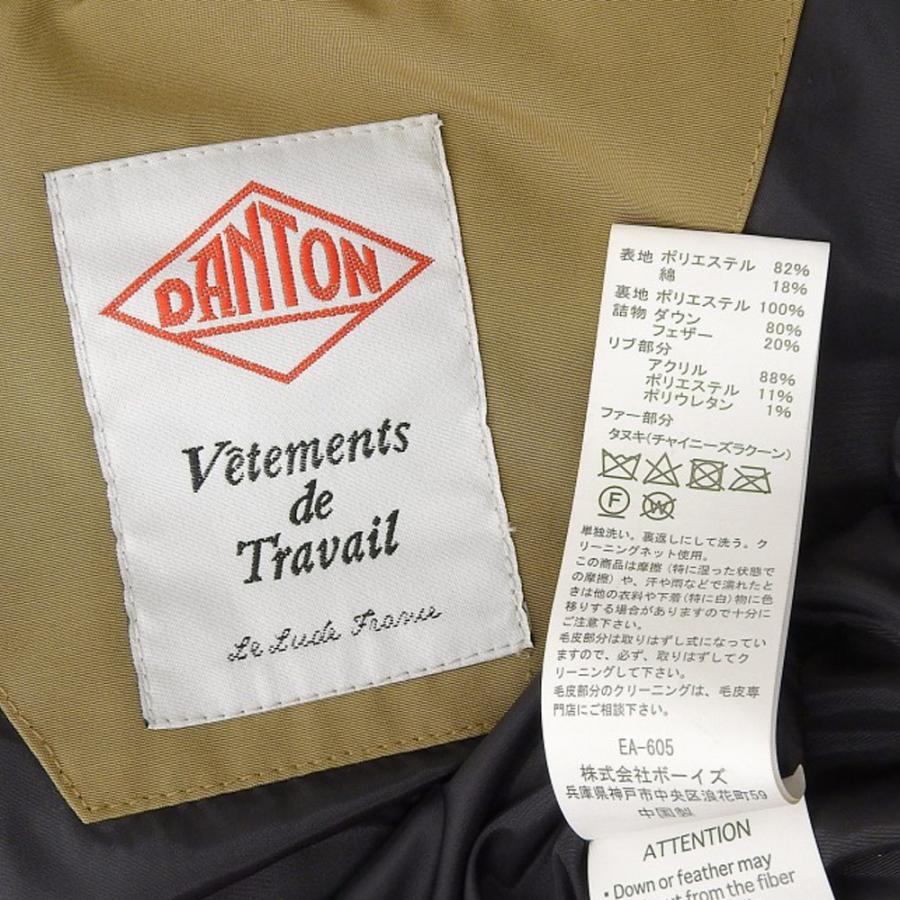 DANTON
Vêtements
de
Travail
Le Lude France
表地 ポリエステル 82%
綿 18%
裏地 ポリエステル 100%
詰物 ダウン 80%
フェザー 20%
リブ部分
アクリル 88%
ポリエステル 11%
ポリウレタン 1%
ファー部分
タヌキ(チャイニーズラクーン)
F W
単独洗い。裏返しにして洗う。ク
リーニングネット使用。
この商品は摩擦(特に湿った状態で
の摩擦)や、汗や雨などで濡れたと
きは他の衣料や下着(特に白)物に色
移りする場合がありますので十分に
ご注意下さい。
毛皮部分は取りはずし式になってい
ますので、必ず、取りはずしてク
リーニングして下さい。
毛皮部分のクリーニングは、毛皮専
門店にご相談下さい。
EA-605
株式会社ボーイズ
兵庫県神戸市中央区浪花町59
中国製
ATTENTION
・Down or feather may
out from the fiber